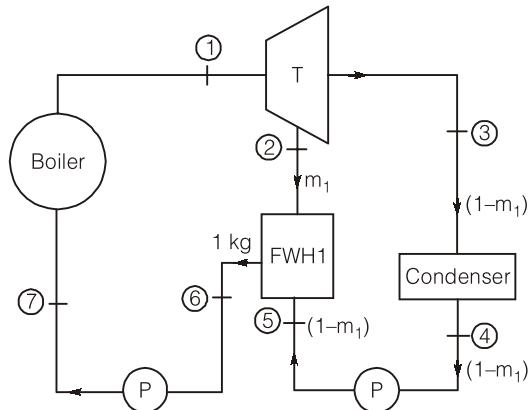 1
T
Boiler
2
3
m1
(1–m1)
1 kg
FWH1
Condenser
7
6
5
(1–m1)
4
(1–m1)
P
P